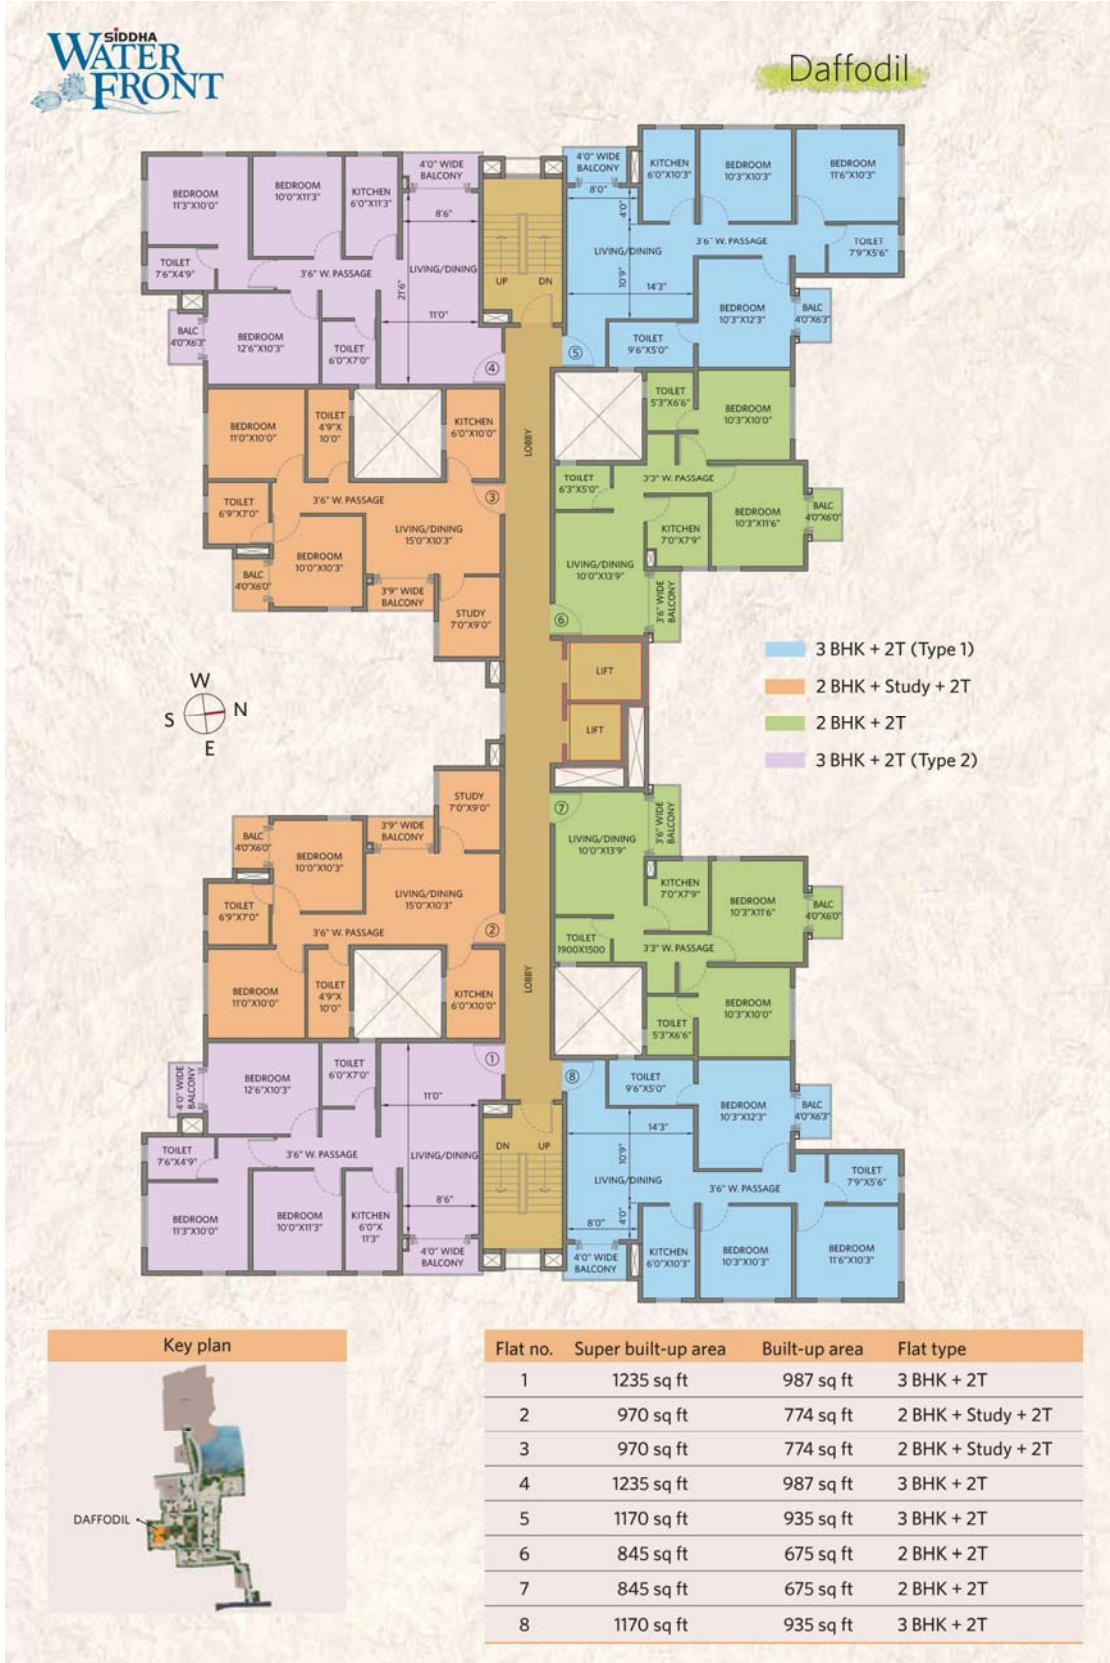 SIDDHA
WATER
FRONT
Daffodil
BEDROOM
11'3"X10'0"
BEDROOM
10'0"X11'3"
KITCHEN
6'0"X11'3"
4'0" WIDE
BALCONY
8'6"
TOILET
7'6"X4'9"
3'6" W. PASSAGE
LIVING/DINING
21'6"
11'0"
BALC
4'0"X6'3"
BEDROOM
12'6"X10'3"
TOILET
6'0"X7'0"
④
UP
DN
4'0" WIDE
BALCONY
8'0"
4'0"
KITCHEN
6'0"X10'3"
BEDROOM
10'3"X10'3"
BEDROOM
11'6"X10'3"
LIVING/DINING
3'6" W. PASSAGE
TOILET
7'9"X5'6"
10'9"
14'3"
BEDROOM
10'3"X12'3"
BALC
4'0"X6'3"
TOILET
9'6"X5'0"
⑤
BEDROOM
11'0"X10'0"
TOILET
4'9"X
10'0"
KITCHEN
6'0"X10'0"
LOBBY
③
TOILET
6'9"X7'0"
3'6" W. PASSAGE
LIVING/DINING
15'0"X10'3"
BEDROOM
10'0"X10'3"
BALC
4'0"X6'0"
3'9" WIDE
BALCONY
STUDY
7'0"X9'0"
TOILET
5'3"X6'6"
BEDROOM
10'3"X10'0"
TOILET
6'3"X5'0"
3'3" W. PASSAGE
BEDROOM
10'3"X11'6"
BALC
4'0"X6'0"
KITCHEN
7'0"X7'9"
LIVING/DINING
10'0"X13'9"
3'6" WIDE
BALCONY
⑥
LIFT
LIFT
W
S
N
E
3 BHK + 2T (Type 1)
2 BHK + Study + 2T
2 BHK + 2T
3 BHK + 2T (Type 2)
STUDY
7'0"X9'0"
3'9" WIDE
BALCONY
BALC
4'0"X6'0"
BEDROOM
10'0"X10'3"
LIVING/DINING
15'0"X10'3"
TOILET
6'9"X7'0"
3'6" W. PASSAGE
②
BEDROOM
11'0"X10'0"
TOILET
4'9"X
10'0"
KITCHEN
6'0"X10'0"
LOBBY
⑦
LIVING/DINING
10'0"X13'9"
3'6" WIDE
BALCONY
KITCHEN
7'0"X7'9"
BEDROOM
10'3"X11'6"
BALC
4'0"X6'0"
TOILET
1900X1500
3'3" W. PASSAGE
BEDROOM
10'3"X10'0"
TOILET
5'3"X6'6"
①
4'0" WIDE
BALCONY
BEDROOM
12'6"X10'3"
TOILET
6'0"X7'0"
11'0"
TOILET
7'6"X4'9"
3'6" W. PASSAGE
LIVING/DINING
8'6"
BEDROOM
11'3"X10'0"
BEDROOM
10'0"X11'3"
KITCHEN
6'0"X
11'3"
4'0" WIDE
BALCONY
DN
UP
⑧
TOILET
9'6"X5'0"
BEDROOM
10'3"X12'3"
BALC
4'0"X6'3"
14'3"
10'9"
LIVING/DINING
3'6" W. PASSAGE
TOILET
7'9"X5'6"
8'0"
4'0"
4'0" WIDE
BALCONY
KITCHEN
6'0"X10'3"
BEDROOM
10'3"X10'3"
BEDROOM
11'6"X10'3"
Key plan
DAFFODIL
Flat no. Super built-up area Built-up area Flat type
1 1235 sq ft 987 sq ft 3 BHK + 2T
2 970 sq ft 774 sq ft 2 BHK + Study + 2T
3 970 sq ft 774 sq ft 2 BHK + Study + 2T
4 1235 sq ft 987 sq ft 3 BHK + 2T
5 1170 sq ft 935 sq ft 3 BHK + 2T
6 845 sq ft 675 sq ft 2 BHK + 2T
7 845 sq ft 675 sq ft 2 BHK + 2T
8 1170 sq ft 935 sq ft 3 BHK + 2T